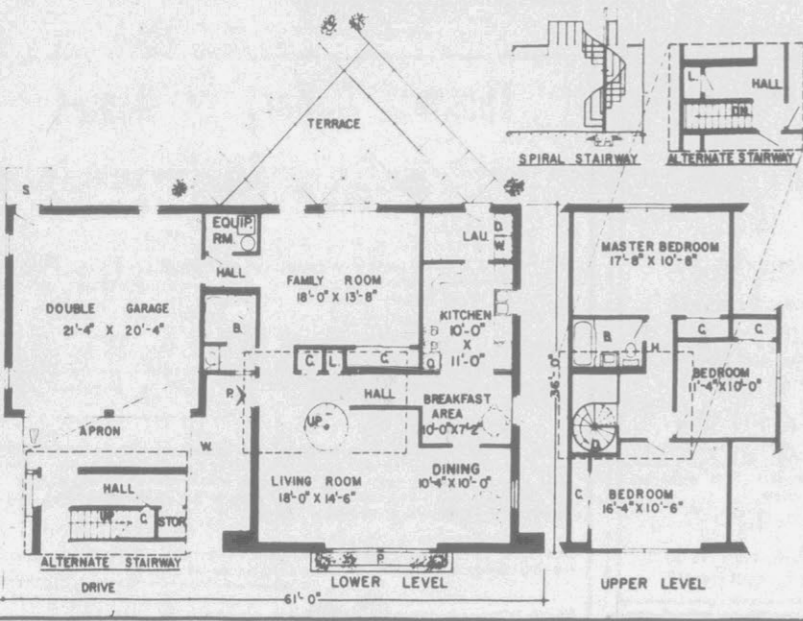 TERRACE
SPIRAL STAIRWAY
L.
HALL
DN
ALTERNATE STAIRWAY
S.
EQUIP.
RM.
HALL
DOUBLE GARAGE
21'-4" X 20'-4"
B.
FAMILY ROOM
18'-0" X 13'-8"
LAU.
D.
W.
KITCHEN
10'-0"
X
11'-0"
O
C.
L.
C.
HALL
BREAKFAST
AREA
10'-0"X7'-2"
UP
P.
APRON
W.
LIVING ROOM
18'-0" X 14'-6"
DINING
10'-4"X10'-0"
HALL
UP
C.
STOR
ALTERNATE STAIRWAY
DRIVE
P.
LOWER LEVEL
61'-0"
36'-0"
MASTER BEDROOM
17'-8" X 10'-8"
B.
H.
C.
C.
BEDROOM
11'-4"X10'-0"
D.
C.
BEDROOM
16'-4"X10'-6"
UPPER LEVEL